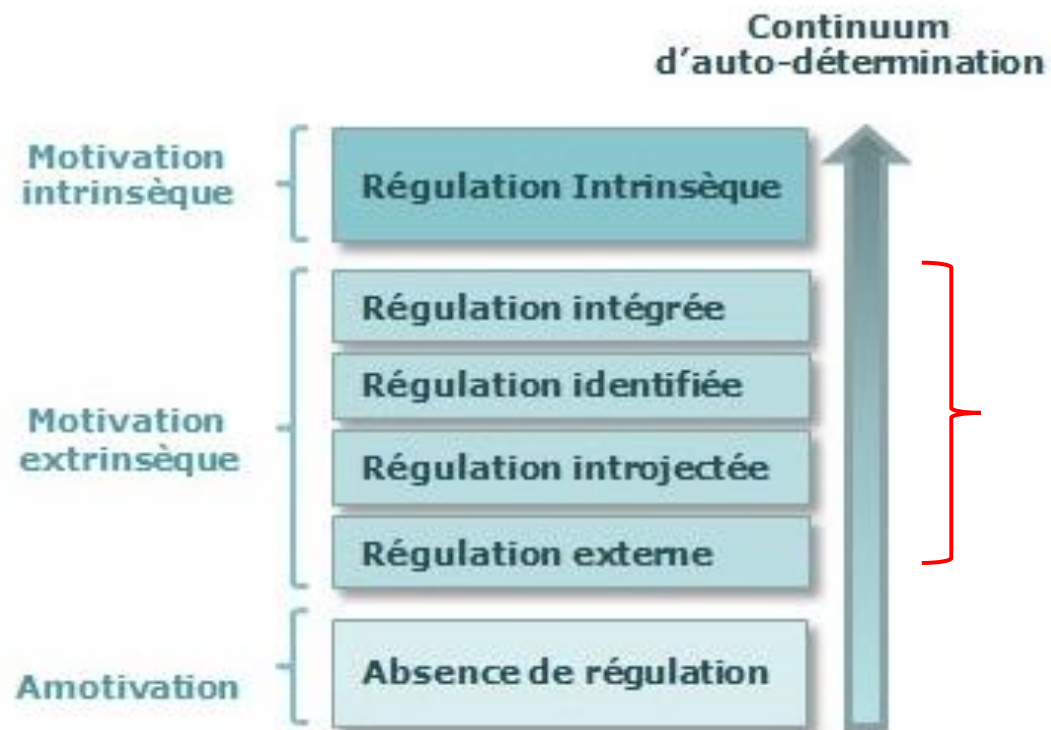 Continuum
d'auto-détermination
Motivation
intrinsèque
Régulation Intrinsèque
Régulation intégrée
Régulation identifiée
Motivation
extrinsèque
Régulation introjectée
Régulation externe
Amotivation
Absence de régulation